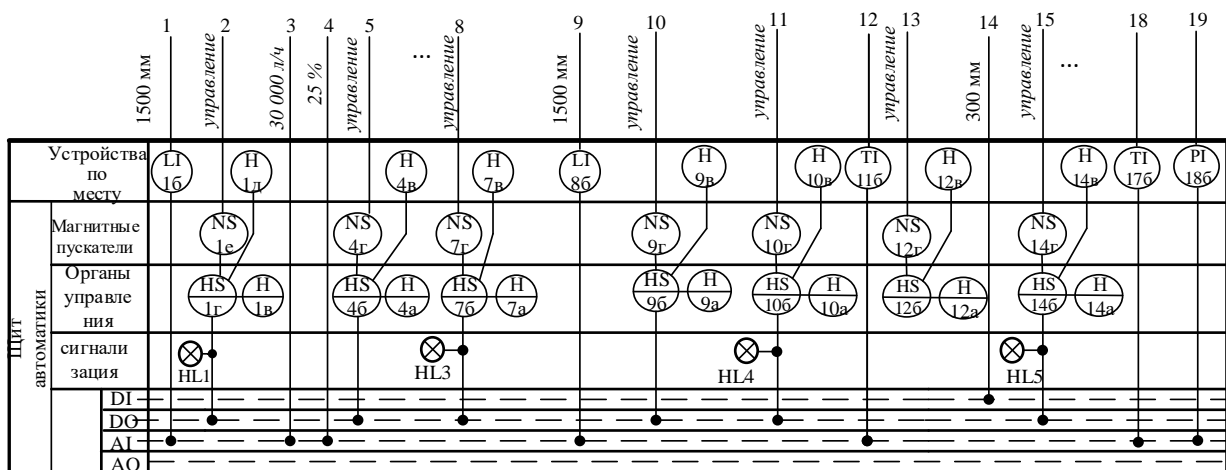 1 2 3 4 5 8 9 10 11 12 13 14 15 18 19
1500 мм
управление
30 000 л/ч
25 %
управление
...
управление
1500 мм
управление
управление
управление
300 мм
управление
...
Устройства
по
месту
LI
1б
H
1д
H
4в
H
7в
LI
8б
H
9в
H
10в
TI
11б
H
12в
H
14в
TI
17б
PI
18б
Щит
автоматики
Магнитные
пускатели
NS
1е
NS
4г
NS
7г
NS
9г
NS
10г
NS
12г
NS
14г
Органы
управле
ния
HS
1г
H
1в
HS
4б
H
4а
HS
7б
H
7а
HS
9б
H
9а
HS
10б
H
10а
HS
12б
H
12а
HS
14б
H
14а
сигнали
зация
HL1
HL3
HL4
HL5
DI
DO
AI
AO